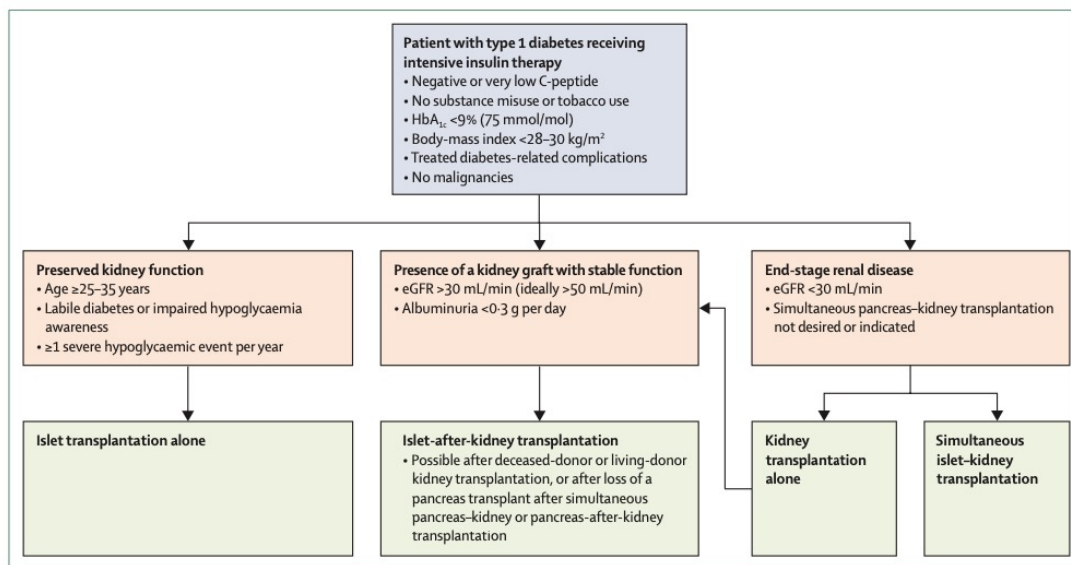 Patient with type 1 diabetes receiving
intensive insulin therapy
• Negative or very low C-peptide
• No substance misuse or tobacco use
• HbA1c <9% (75 mmol/mol)
• Body-mass index <28–30 kg/m²
• Treated diabetes-related complications
• No malignancies
Preserved kidney function
• Age ≥25–35 years
• Labile diabetes or impaired hypoglycaemia
awareness
• ≥1 severe hypoglycaemic event per year
Presence of a kidney graft with stable function
• eGFR >30 mL/min (ideally >50 mL/min)
• Albuminuria <0·3 g per day
End-stage renal disease
• eGFR <30 mL/min
• Simultaneous pancreas–kidney transplantation
not desired or indicated
Islet transplantation alone
Islet-after-kidney transplantation
• Possible after deceased-donor or living-donor
kidney transplantation, or after loss of a
pancreas transplant after simultaneous
pancreas–kidney or pancreas-after-kidney
transplantation
Kidney
transplantation
alone
Simultaneous
islet–kidney
transplantation